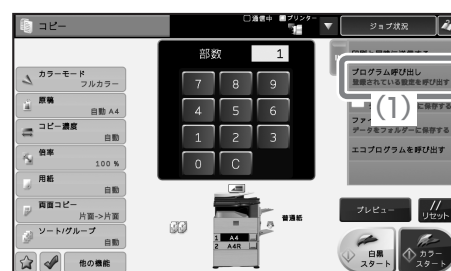 コピー
通信中
プリンター
ジョブ状況
部数 1
カラーモード
フルカラー
原稿
自動 A4
コピー濃度
自動
倍率
100 %
用紙
自動
両面コピー
片面->片面
ソート/グループ
自動
他の機能
7 8 9
4 5 6
1 2 3
0 C
普通紙
1 A4
2 A4R
プログラム呼び出し
登録されている設定を呼び出す
(1)
に保存する
ファ
データをフォルダーに保存する
エコプログラムを呼び出す
プレビュー
リセット
白黒
スタート
カラー
スタート